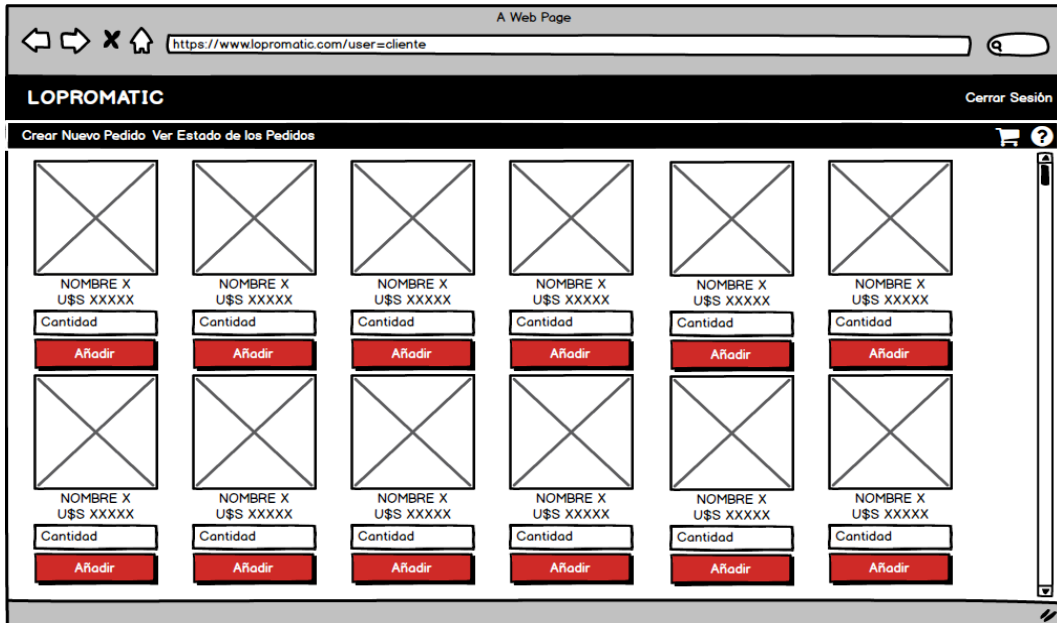 A Web Page
https://www.lopromatic.com/user=cliente
LOPROMATIC
Cerrar Sesión
Crear Nuevo Pedido Ver Estado de los Pedidos
?
NOMBRE X NOMBRE X NOMBRE X NOMBRE X NOMBRE X NOMBRE X
U$S XXXXX U$S XXXXX U$S XXXXX U$S XXXXX U$S XXXXX U$S XXXXX
Cantidad Cantidad Cantidad Cantidad Cantidad Cantidad
Añadir Añadir Añadir Añadir Añadir Añadir
NOMBRE X NOMBRE X NOMBRE X NOMBRE X NOMBRE X NOMBRE X
U$S XXXXX U$S XXXXX U$S XXXXX U$S XXXXX U$S XXXXX U$S XXXXX
Cantidad Cantidad Cantidad Cantidad Cantidad Cantidad
Añadir Añadir Añadir Añadir Añadir Añadir